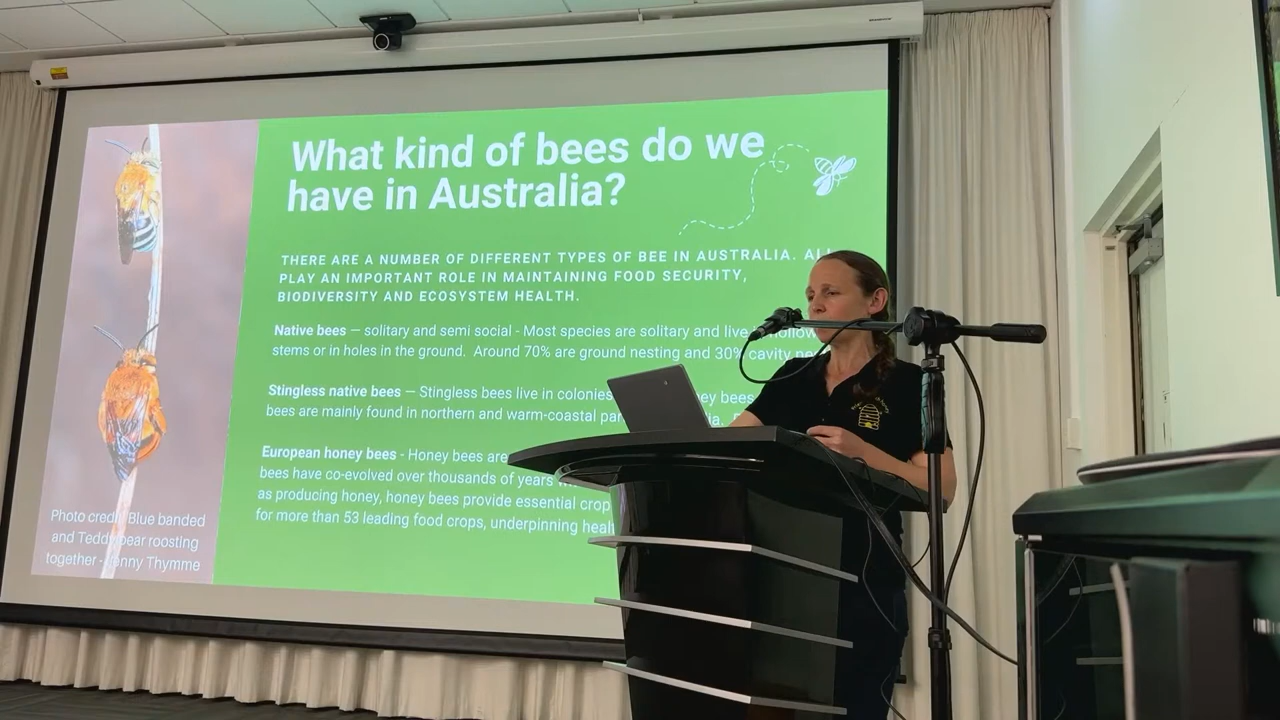 What kind of bees do we
have in Australia?
THERE ARE A NUMBER OF DIFFERENT TYPES OF BEE IN AUSTRALIA. ALL
PLAY AN IMPORTANT ROLE IN MAINTAINING FOOD SECURITY,
BIODIVERSITY AND ECOSYSTEM HEALTH.
Native bees – solitary and semi social - Most species are solitary and live in hollow
stems or in holes in the ground. Around 70% are ground nesting and 30% cavity
Stingless native bees – Stingless bees live in colonies bees
bees are mainly found in northern and warm-coastal
European honey bees - Honey bees are
bees have co-evolved over thousands of years
as producing honey, honey bees provide essential crop
for more than 53 leading food crops, underpinning
Photo credit Blue banded
and Teddy bear roosting
together - Jenny Thymme